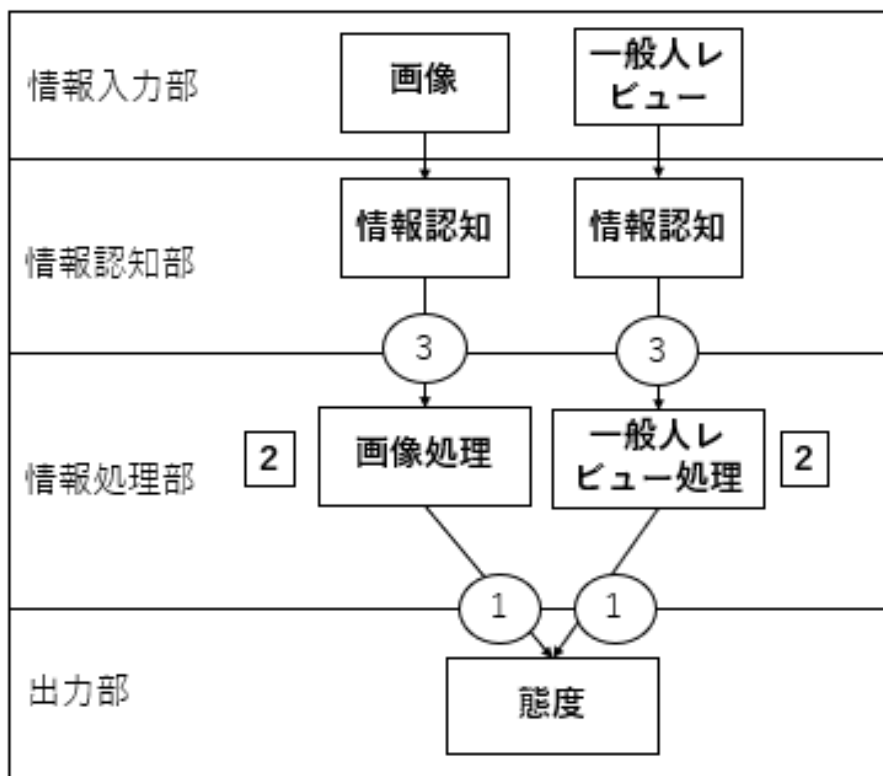 情報入力部
画像
一般人レ
ビュー
情報認知部
情報認知
情報認知
3
3
情報処理部
2
画像処理
一般人レ
ビュー処理
2
1
1
出力部
態度